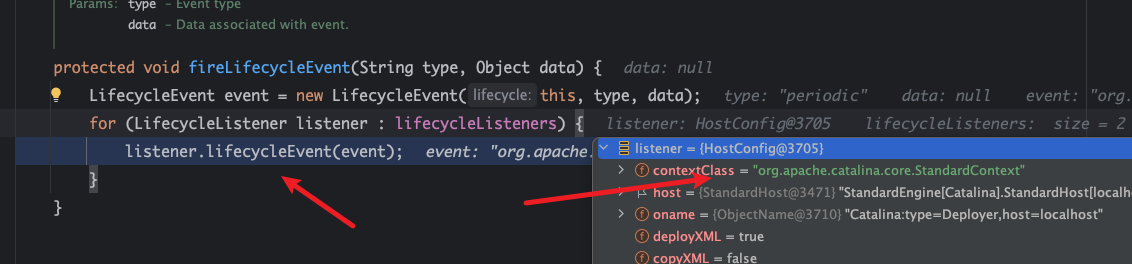 Params: type – Event type
data – Data associated with event.
protected void fireLifecycleEvent(String type, Object data) { data: null
LifecycleEvent event = new LifecycleEvent( lifecycle: this, type, data); type: "periodic" data: null event: "org.
for (LifecycleListener listener : lifecycleListeners) { listener: HostConfig@3705 lifecycleListeners: size = 2
listener.lifecycleEvent(event); event: "org.apache.
}
}
listener = {HostConfig@3705}
contextClass = "org.apache.catalina.core.StandardContext"
host = {StandardHost@3471} "StandardEngine[Catalina].StandardHost[localh
oname = {ObjectName@3710} "Catalina:type=Deployer,host=localhost"
deployXML = true
copyXML = false